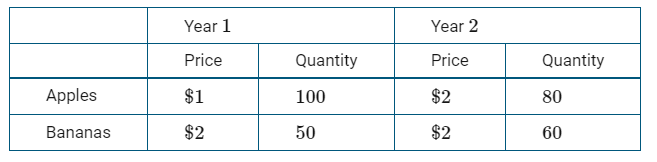 Year 1 Year 2
Price Quantity Price Quantity
Apples $1 100 $2 80
Bananas $2 50 $2 60